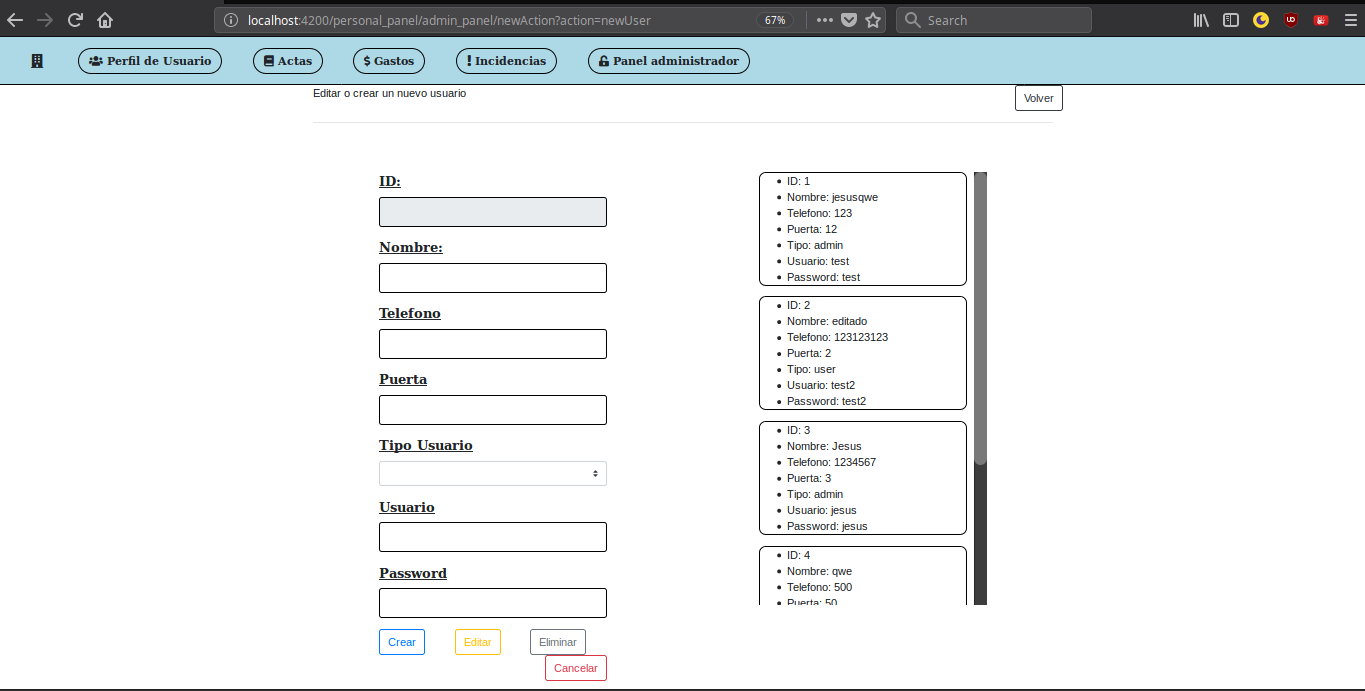 localhost:4200/personal_panel/admin_panel/newAction?action=newUser
67%
Search
Perfil de Usuario
Actas
$ Gastos
! Incidencias
Panel administrador
Editar o crear un nuevo usuario
Volver
ID:
Nombre:
Telefono
Puerta
Tipo Usuario
Usuario
Password
Crear
Editar
Eliminar
Cancelar
ID: 1
Nombre: jesusqwe
Telefono: 123
Puerta: 12
Tipo: admin
Usuario: test
Password: test
ID: 2
Nombre: editado
Telefono: 123123123
Puerta: 2
Tipo: user
Usuario: test2
Password: test2
ID: 3
Nombre: Jesus
Telefono: 1234567
Puerta: 3
Tipo: admin
Usuario: jesus
Password: jesus
ID: 4
Nombre: qwe
Telefono: 500
Puerta: 50